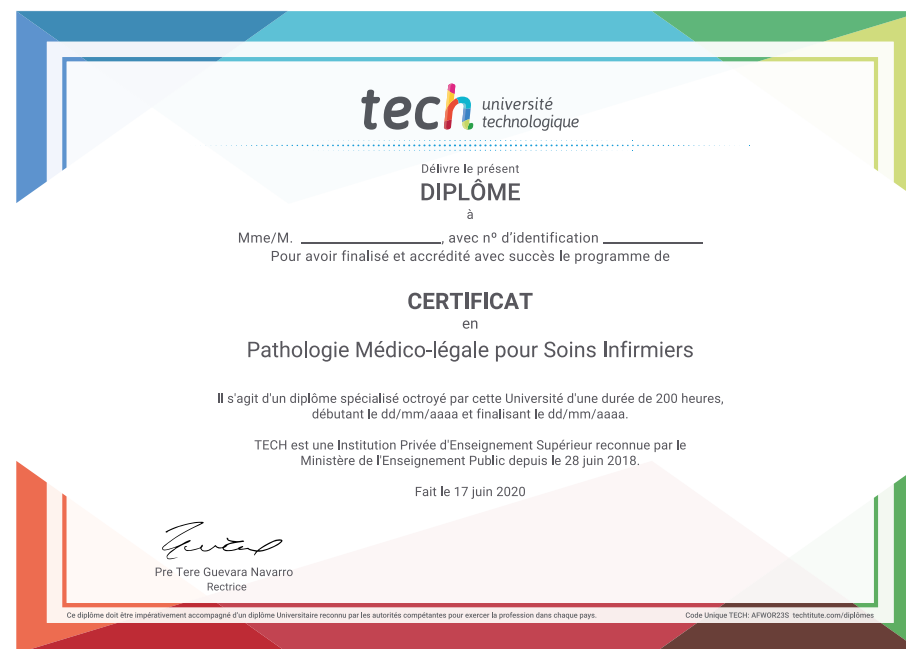 tech université
technologique
Délivre le présent
DIPLÔME
à
Mme/M. ____________________, avec nº d'identification ______________
Pour avoir finalisé et accrédité avec succès le programme de
CERTIFICAT
en
Pathologie Médico-légale pour Soins Infirmiers
Il s'agit d'un diplôme spécialisé octroyé par cette Université d'une durée de 200 heures,
débutant le dd/mm/aaaa et finalisant le dd/mm/aaaa.
TECH est une Institution Privée d'Enseignement Supérieur reconnue par le
Ministère de l'Enseignement Public depuis le 28 juin 2018.
Fait le 17 juin 2020
Pre Tere Guevara Navarro
Rectrice
Ce diplôme doit être impérativement accompagné d'un diplôme Universitaire reconnu par les autorités compétantes pour exercer la profession dans chaque pays.
Code Unique TECH: AFWOR23S techtitute.com/diplômes